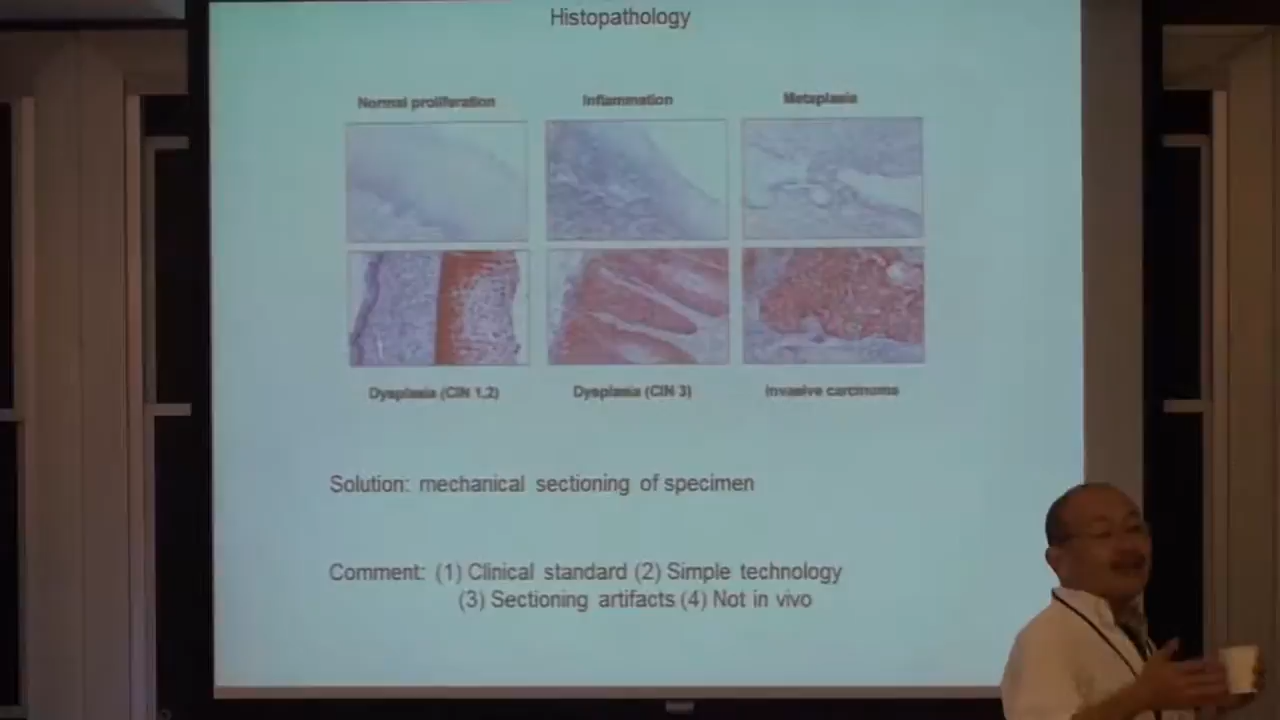 Histopathology
Normal proliferation
Inflammation
Metaplasia
Dysplasia (CIN 1,2)
Dysplasia (CIN 3)
Invasive carcinoma
Solution: mechanical sectioning of specimen
Comment: (1) Clinical standard (2) Simple technology
(3) Sectioning artifacts (4) Not in vivo